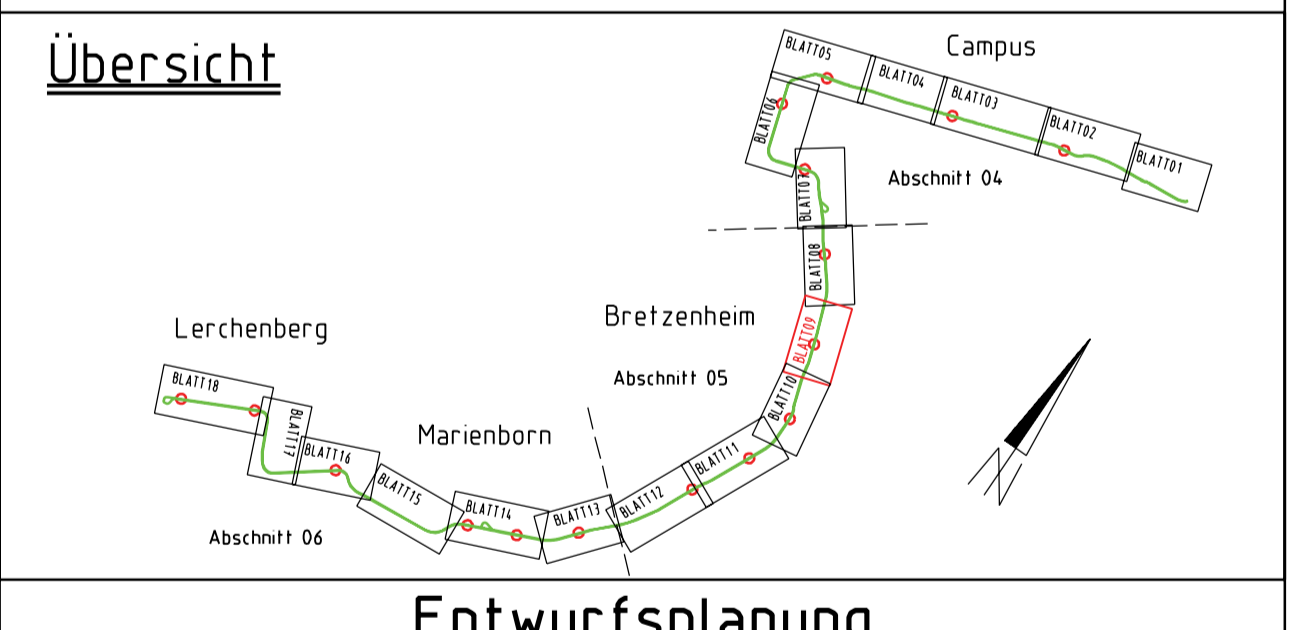 Übersicht
Campus
BLATT05
BLATT04
BLATT03
BLATT02
BLATT01
BLATT06
Abschnitt 04
BLATT07
BLATT08
Bretzenheim
BLATT09
Lerchenberg
Abschnitt 05
BLATT10
BLATT18
Marienborn
BLATT17
BLATT16
BLATT11
BLATT15
BLATT12
BLATT14
BLATT13
Abschnitt 06
N
Entwurfsplanung